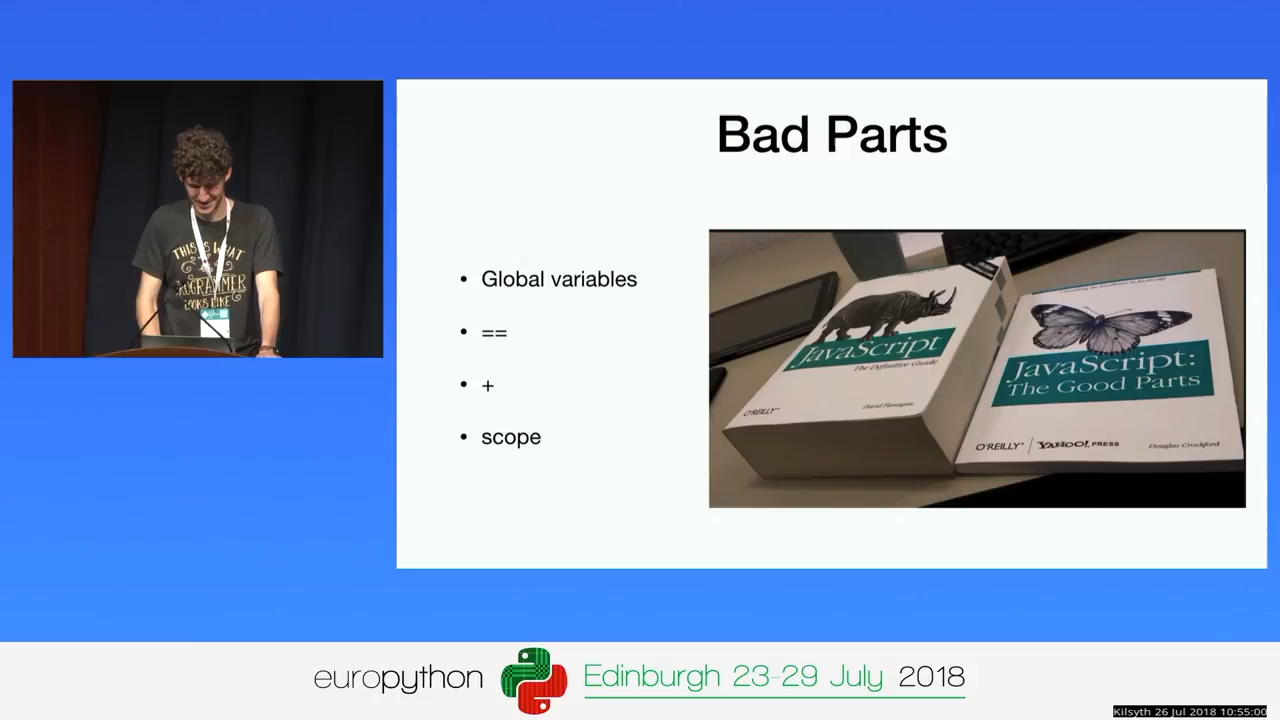 Bad Parts
THIS IS WHAT
PROGRAMMER
LOOKS LIKE
• Global variables
• ==
• +
• scope
JavaScript
The Definitive Guide
O'REILLY
David Flanagan
JavaScript:
The Good Parts
O'REILLY | YAHOO! PRESS
Douglas Crockford
europython
Edinburgh 23-29 July 2018
Kilsyth 26 Jul 2018 10:55:00